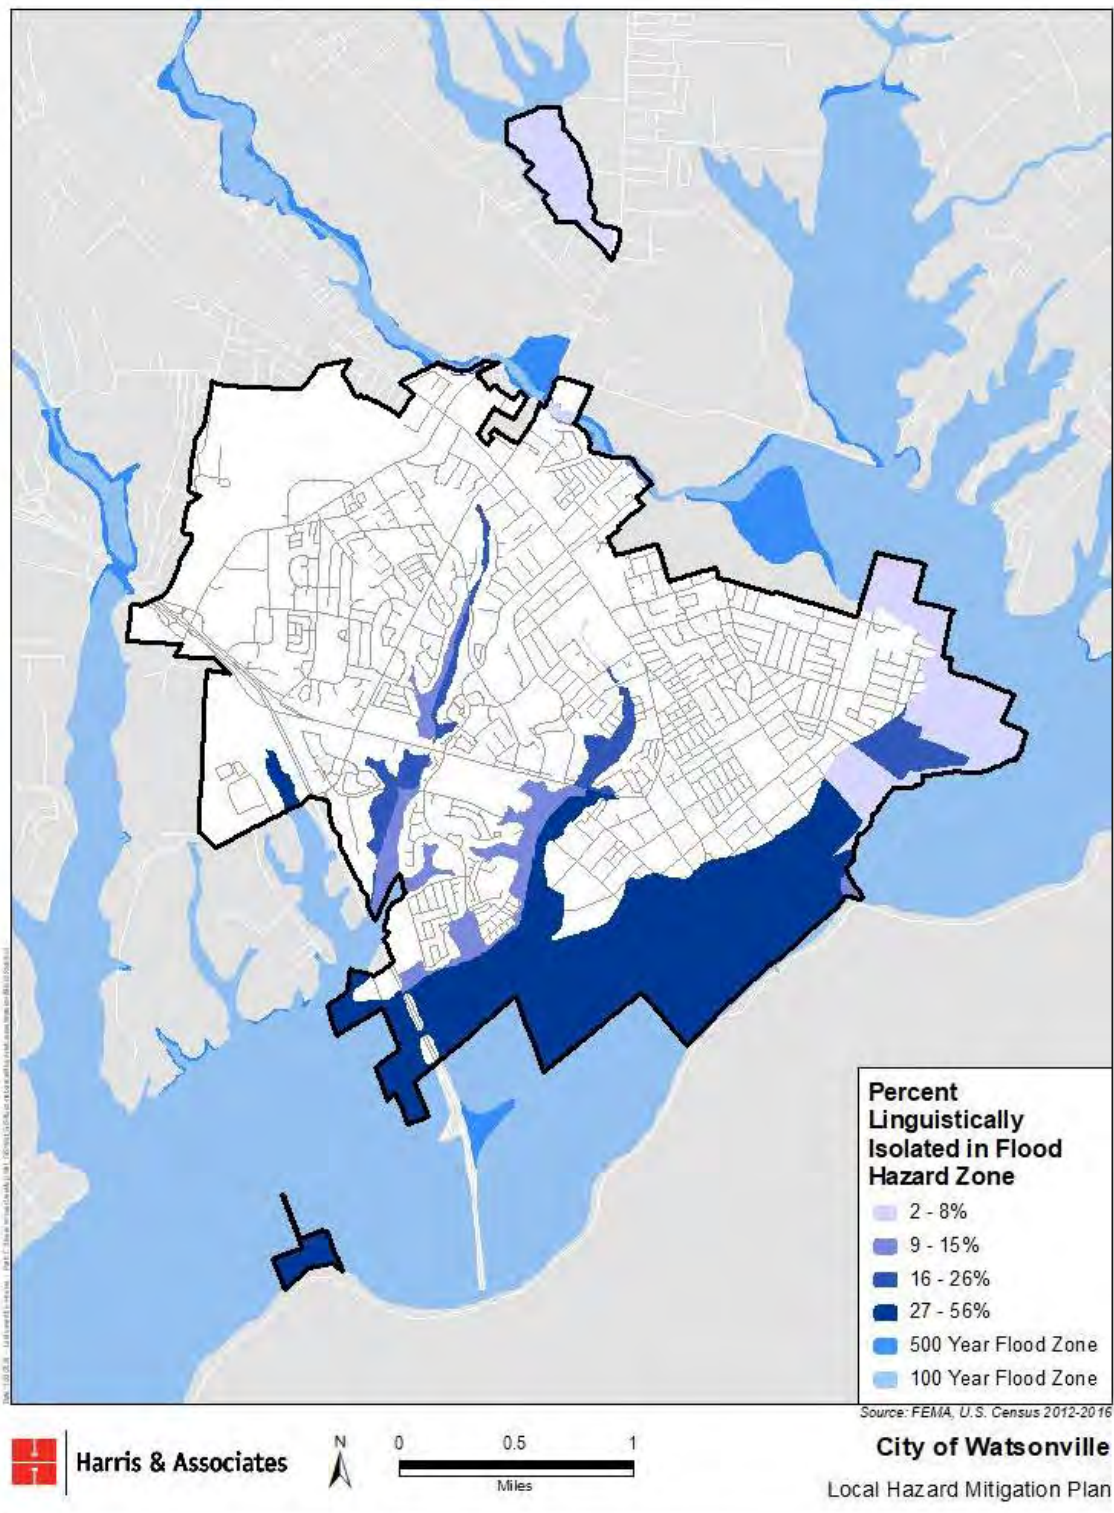 Percent
Linguistically
Isolated in Flood
Hazard Zone
2 - 8%
9 - 15%
16 - 26%
27 - 56%
500 Year Flood Zone
100 Year Flood Zone
Source: FEMA, U.S. Census 2012-2016
Harris & Associates
N
0 0.5 1
Miles
City of Watsonville
Local Hazard Mitigation Plan